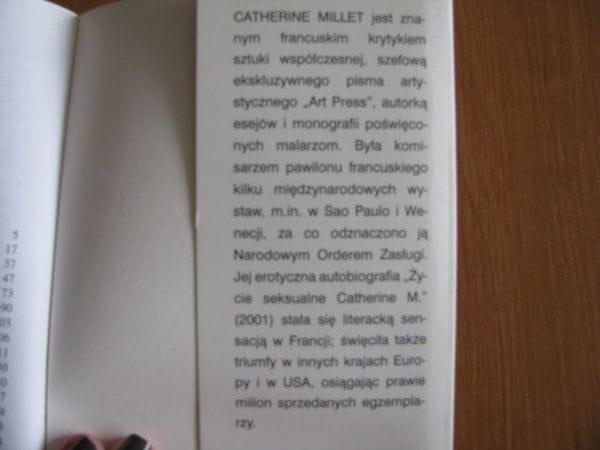 CATHERINE MILLET jest zna-
nym francuskim krytykiem
sztuki współczesnej, szefową
ekskluzywnego pisma arty-
stycznego „Art Press”, autorką
esejów i monografii poświęco-
nych malarzom. Była komi-
sarzem pawilonu francuskiego
kilku międzynarodowych wy-
staw, m.in. w Sao Paulo i We-
necji, za co odznaczono ją
Narodowym Orderem Zasługi.
Jej erotyczna autobiografia „Ży-
cie seksualne Catherine M.”
(2001) stała się literacką sen-
sacją w Francji; święciła także
triumfy w innych krajach Euro-
py i w USA, osiągając prawie
milion sprzedanych egzempla-
rzy.
5
17
37
47
73